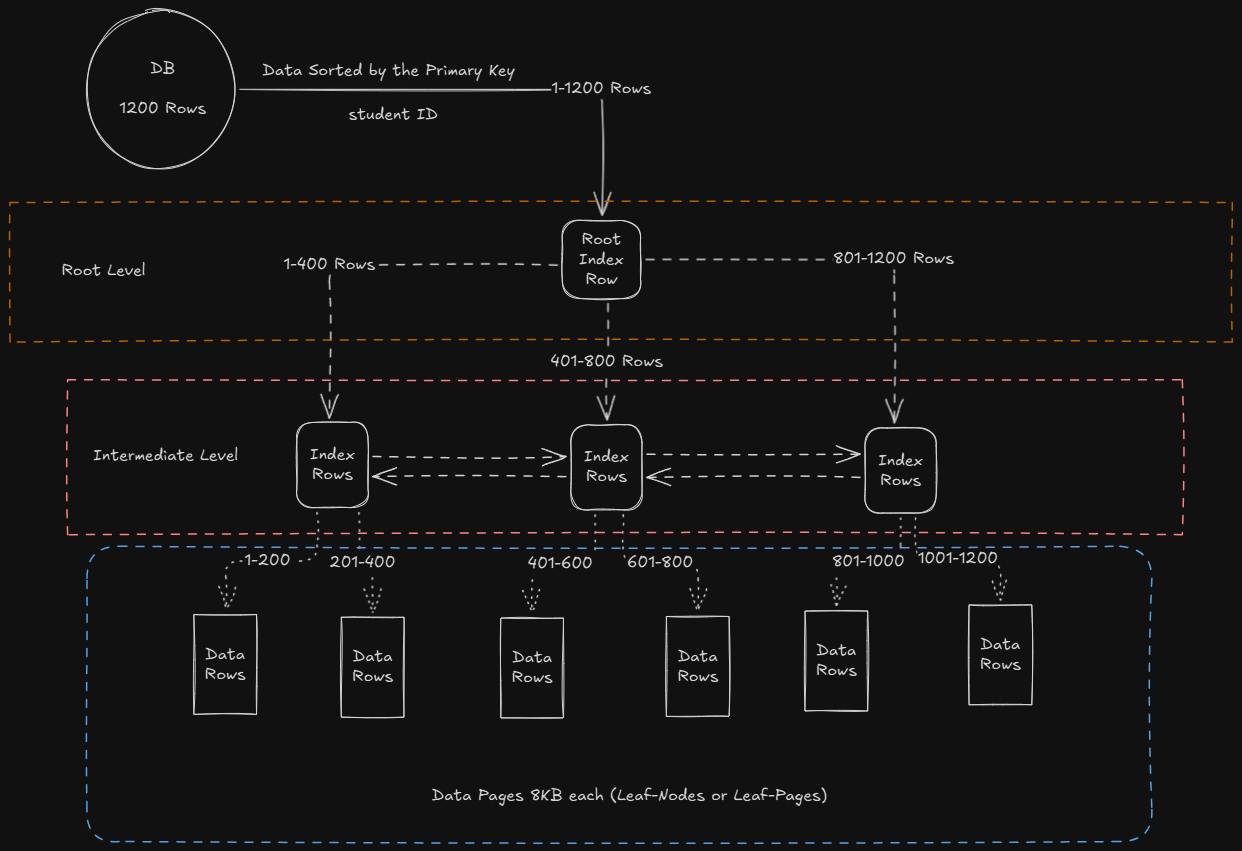 DB
1200 Rows
Data Sorted by the Primary Key
student ID
1-1200 Rows
Root Level
1-400 Rows
Root
Index
Row
801-1200 Rows
401-800 Rows
Intermediate Level
Index
Rows
Index
Rows
Index
Rows
1-200
201-400
401-600
601-800
801-1000
1001-1200
Data
Rows
Data
Rows
Data
Rows
Data
Rows
Data
Rows
Data
Rows
Data Pages 8KB each (Leaf-Nodes or Leaf-Pages)